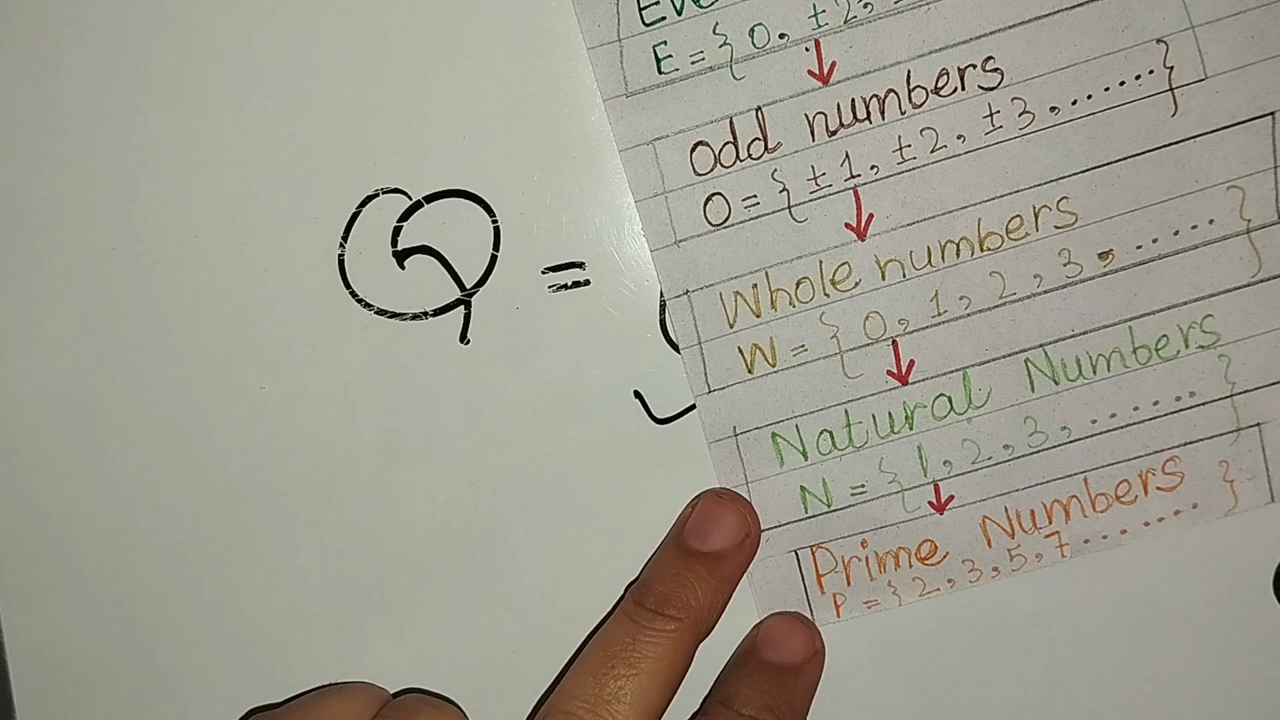 E = { 0, ±2,
Odd numbers
O = { ±1, ±2, ±3, ....... }
Whole numbers
W = { 0, 1, 2, 3, ...... }
Natural Numbers
N = { 1, 2, 3, ....... }
Prime Numbers
P = { 2, 3, 5, 7........ }
Q =